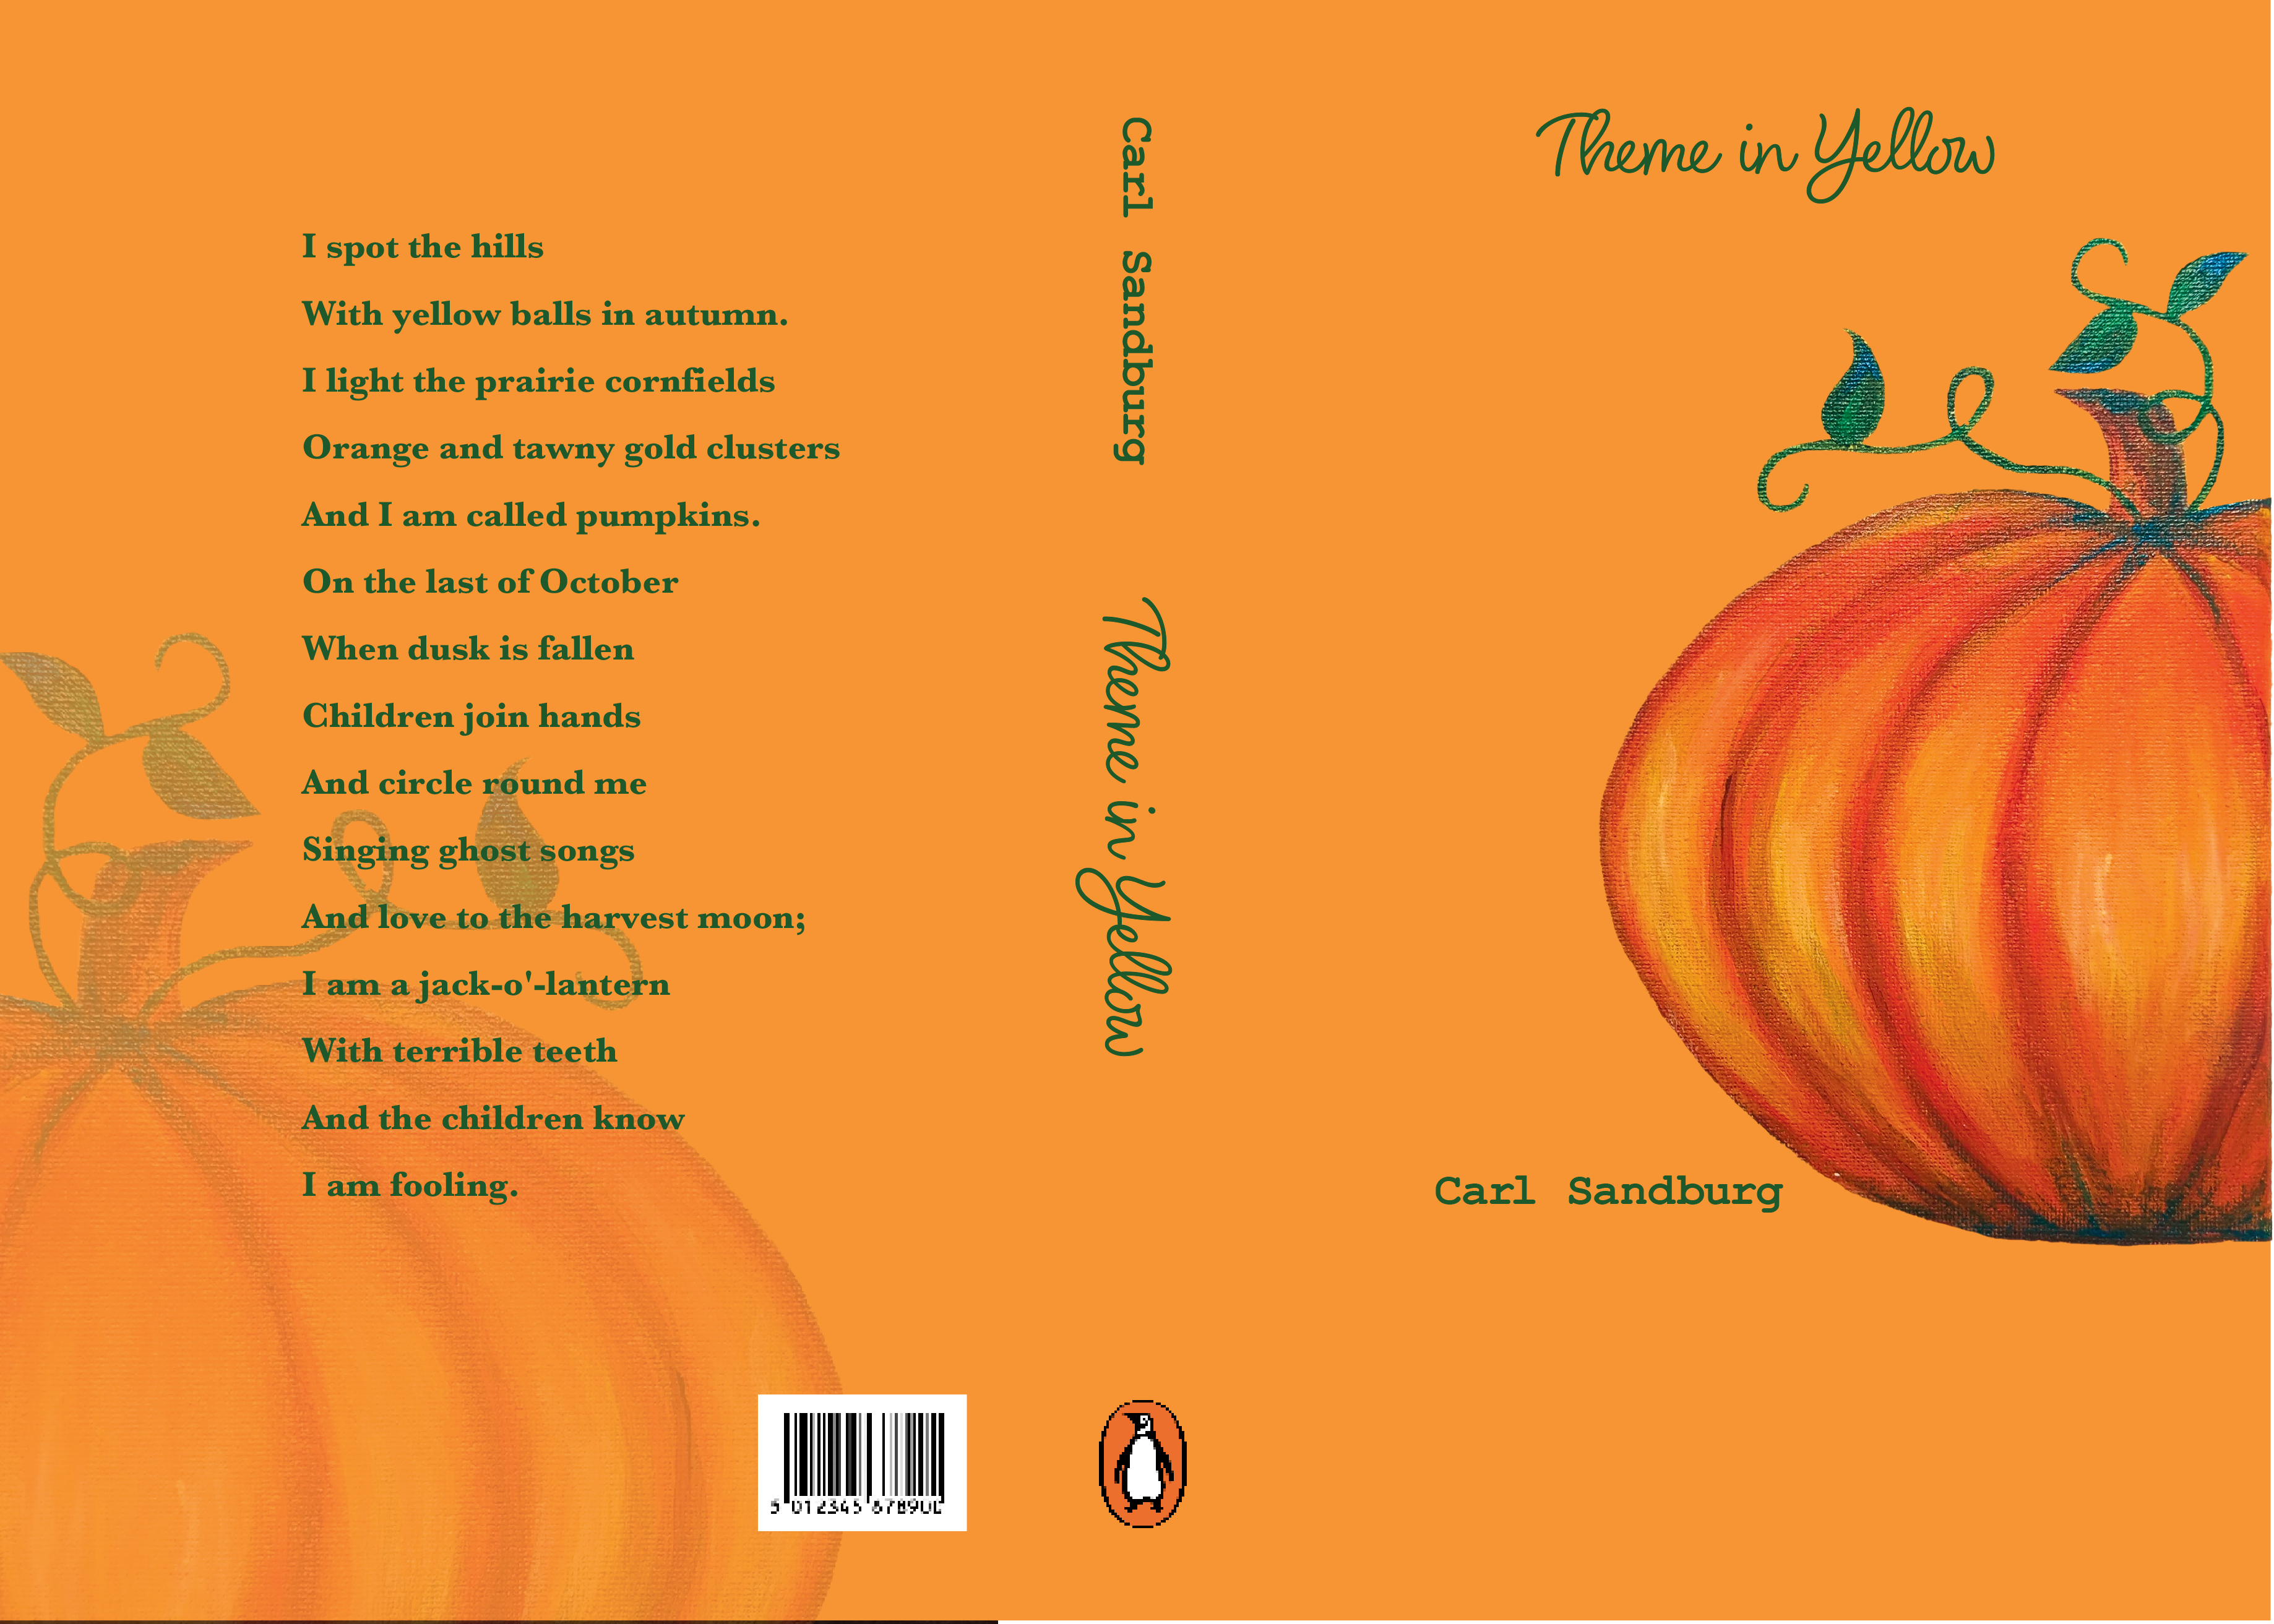 I spot the hills
With yellow balls in autumn.
I light the prairie cornfields
Orange and tawny gold clusters
And I am called pumpkins.
On the last of October
When dusk is fallen
Children join hands
And circle round me
Singing ghost songs
And love to the harvest moon;
I am a jack-o'-lantern
With terrible teeth
And the children know
I am fooling.
5 012345 678900
Carl Sandburg
Theme in Yellow
Theme in Yellow
Carl Sandburg